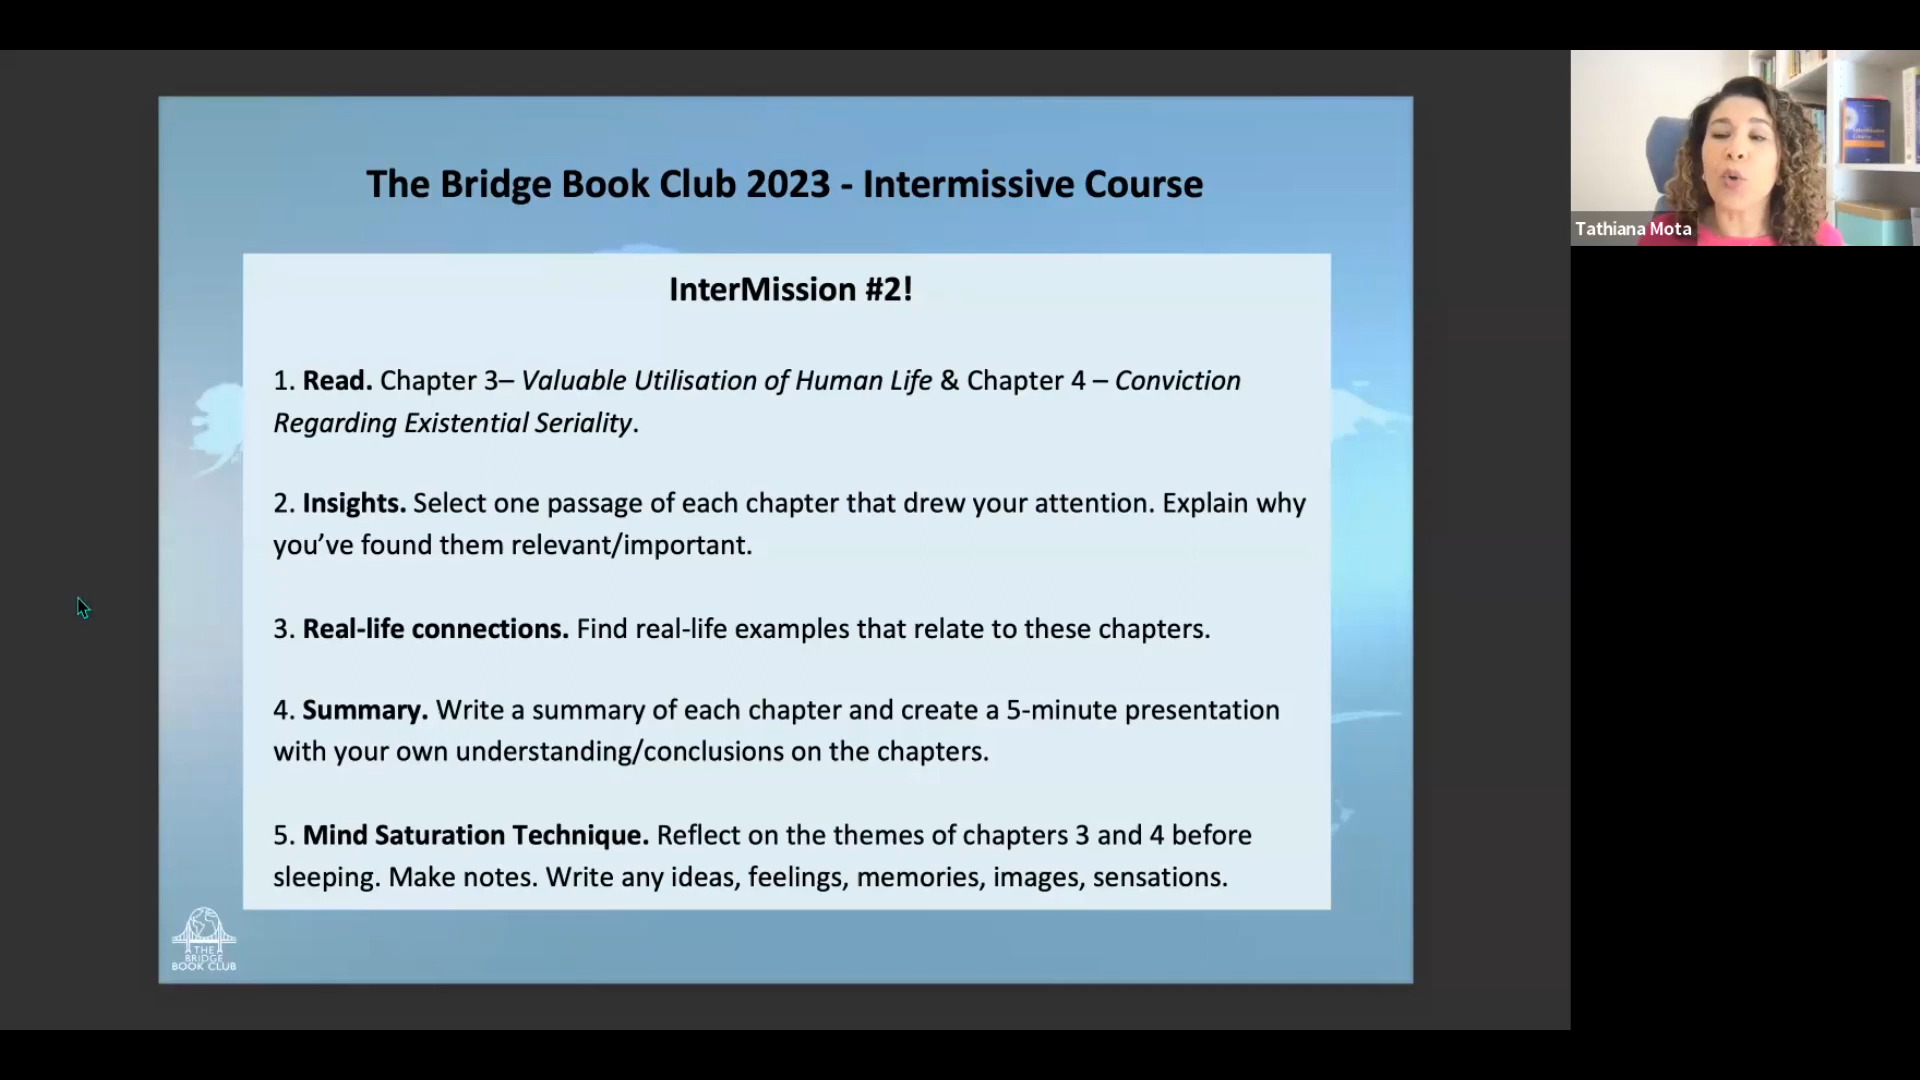 The Bridge Book Club 2023 - Intermissive Course
InterMission #2!
1. Read. Chapter 3– Valuable Utilisation of Human Life & Chapter 4 – Conviction
Regarding Existential Seriality.
2. Insights. Select one passage of each chapter that drew your attention. Explain why
you’ve found them relevant/important.
3. Real-life connections. Find real-life examples that relate to these chapters.
4. Summary. Write a summary of each chapter and create a 5-minute presentation
with your own understanding/conclusions on the chapters.
5. Mind Saturation Technique. Reflect on the themes of chapters 3 and 4 before
sleeping. Make notes. Write any ideas, feelings, memories, images, sensations.
THE
BRIDGE
BOOK CLUB
Tathiana Mota